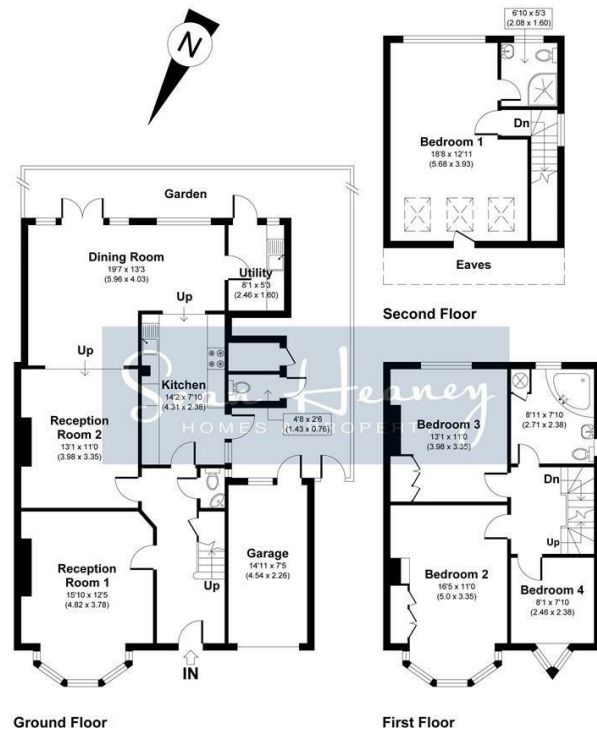 N
6'10 x 5'3
(2.08 x 1.60)
Dn
Bedroom 1
18'8 x 12'11
(5.68 x 3.93)
Eaves
Second Floor
Garden
Dining Room
19'7 x 13'3
(5.96 x 4.03)
Utility
8'1 x 5'3
(2.46 x 1.60)
Up
Up
Kitchen
14'2 x 7'10
(4.31 x 2.38)
Heaney
HOMES & PROPERTY
4'8 x 2'6
(1.43 x 0.76)
Reception
Room 2
13'1 x 11'0
(3.98 x 3.35)
Reception
Room 1
15'10 x 12'5
(4.82 x 3.78)
Garage
14'11 x 7'5
(4.54 x 2.26)
Up
IN
Ground Floor
Bedroom 3
13'1 x 11'0
(3.98 x 3.35)
8'11 x 7'10
(2.71 x 2.38)
Dn
Up
Bedroom 2
16'5 x 11'0
(5.0 x 3.35)
Bedroom 4
8'1 x 7'10
(2.46 x 2.38)
First Floor